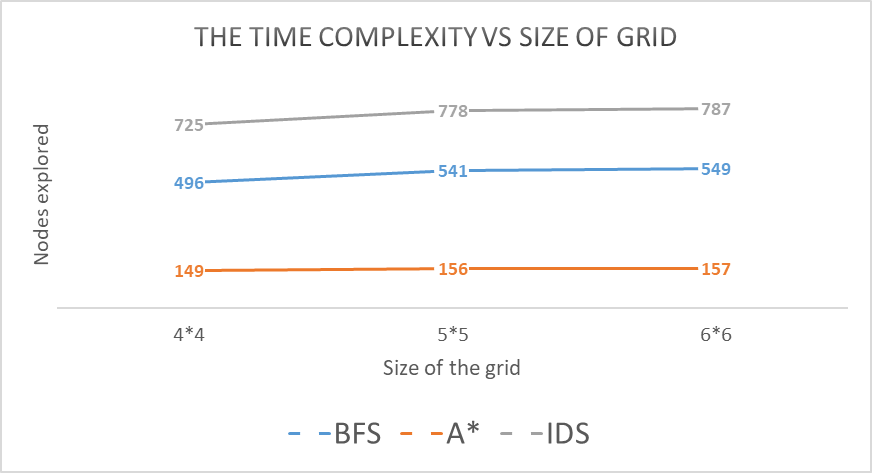 THE TIME COMPLEXITY VS SIZE OF GRID
Nodes explored
725 778 787
496 541 549
149 156 157
4*4 5*5 6*6
Size of the grid
BFS A* IDS